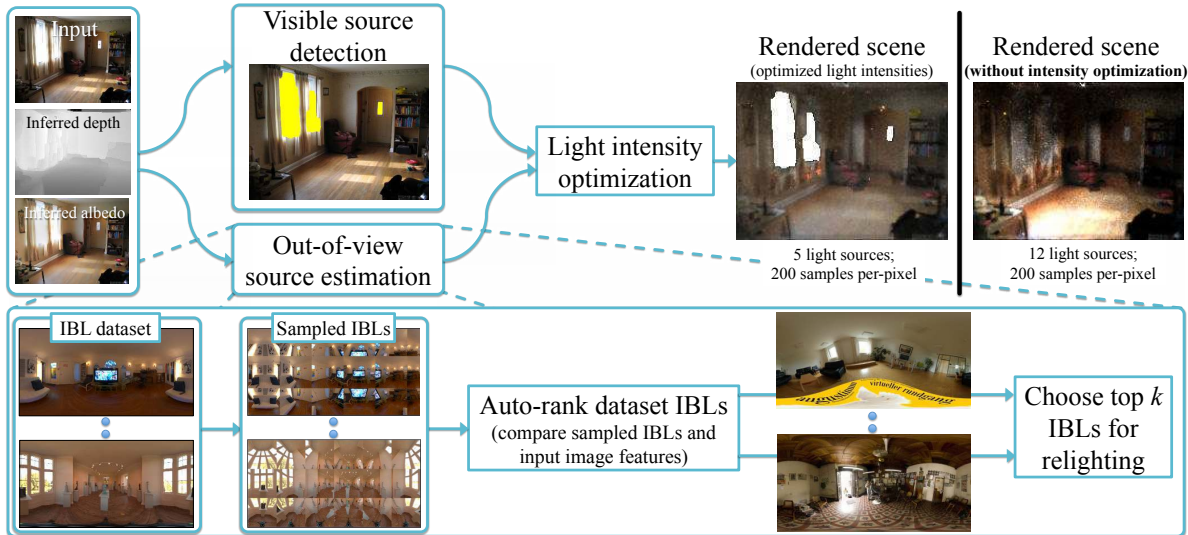 Input
Inferred depth
Inferred albedo
Visible source
detection
Out-of-view
source estimation
Light intensity
optimization
Rendered scene
(optimized light intensities)
5 light sources;
200 samples per-pixel
Rendered scene
(without intensity optimization)
12 light sources;
200 samples per-pixel
IBL dataset
Sampled IBLs
Auto-rank dataset IBLs
(compare sampled IBLs and
input image features)
augustinum
virtueller rundgang
Choose top k
IBLs for
relighting